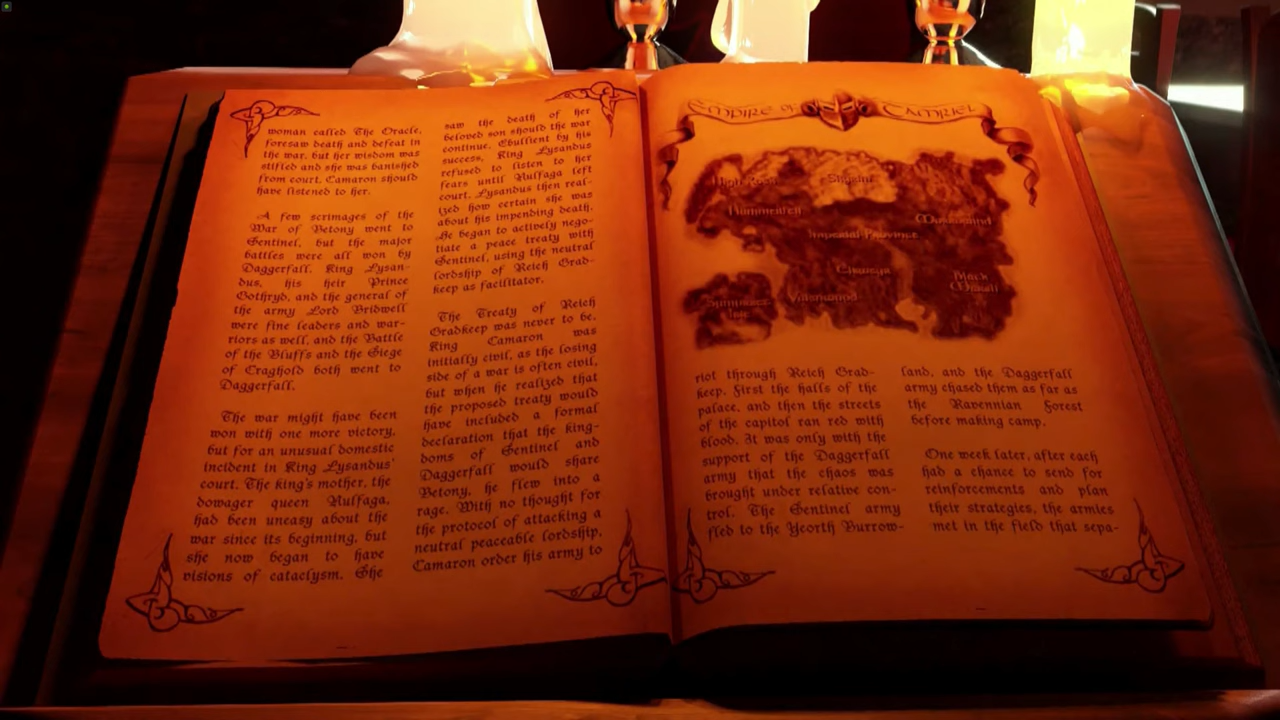 woman called The Oracle,
foresaw death and defeat in
the war, but her wisdom was
stifled and she was banished
from court. Camaron should
have listened to her.
A few scrimages of the
War of Betony went to
Sentinel, but the major
battles were all won by
Daggerfall. King Lysan-
dus, his heir Prince
Gothryd, and the general of
the army Lord Bridwell
were fine leaders and war-
riors as well, and the Battle
of the Bluffs and the Siege
of Craghold both went to
Daggerfall.
The war might have been
won with one more victory,
but for an unusual domestic
incident in King Lysandus'
court. The king's mother, the
dowager queen Nulfaga,
had been uneasy about the
war since its beginning, but
she now began to have
visions of cataclysm. She
saw the death of her
beloved son should the war
continue. Ebullient by his
success, King Lysandus
refused to listen to her
fears until Nulfaga left
court. Lysandus then real-
ized how certain she was
about his impending death.
He began to actively nego-
tiate a peace treaty with
Sentinel, using the neutral
lordship of Reich Grad-
keep as facilitator.
The Treaty of Reich
Gradkeep was never to be.
King Camaron was
initially civil, as the losing
side of a war is often civil,
but when he realized that
the proposed treaty would
have included a formal
declaration that the king-
doms of Sentinel and
Daggerfall would share
Betony, he flew into a
rage. With no thought for
the protocol of attacking a
neutral peaceable lordship,
Camaron order his army to
EMPIRE OF TAMRIEL
High Rock
Skyrim
Hammerfell
Morrowind
Imperial Province
Elsweyr
Black Marsh
Valenwood
Summerset Isle
riot through Reich Grad-
keep. First the halls of the
palace, and then the streets
of the capitol ran red with
blood. It was only with the
support of the Daggerfall
army that the chaos was
brought under relative con-
trol. The Sentinel army
fled to the Yeorth Burrow-
land, and the Daggerfall
army chased them as far as
the Ravennian Forest
before making camp.
One week later, after each
had a chance to send for
reinforcements and plan
their strategies, the armies
met in the field that sepa-